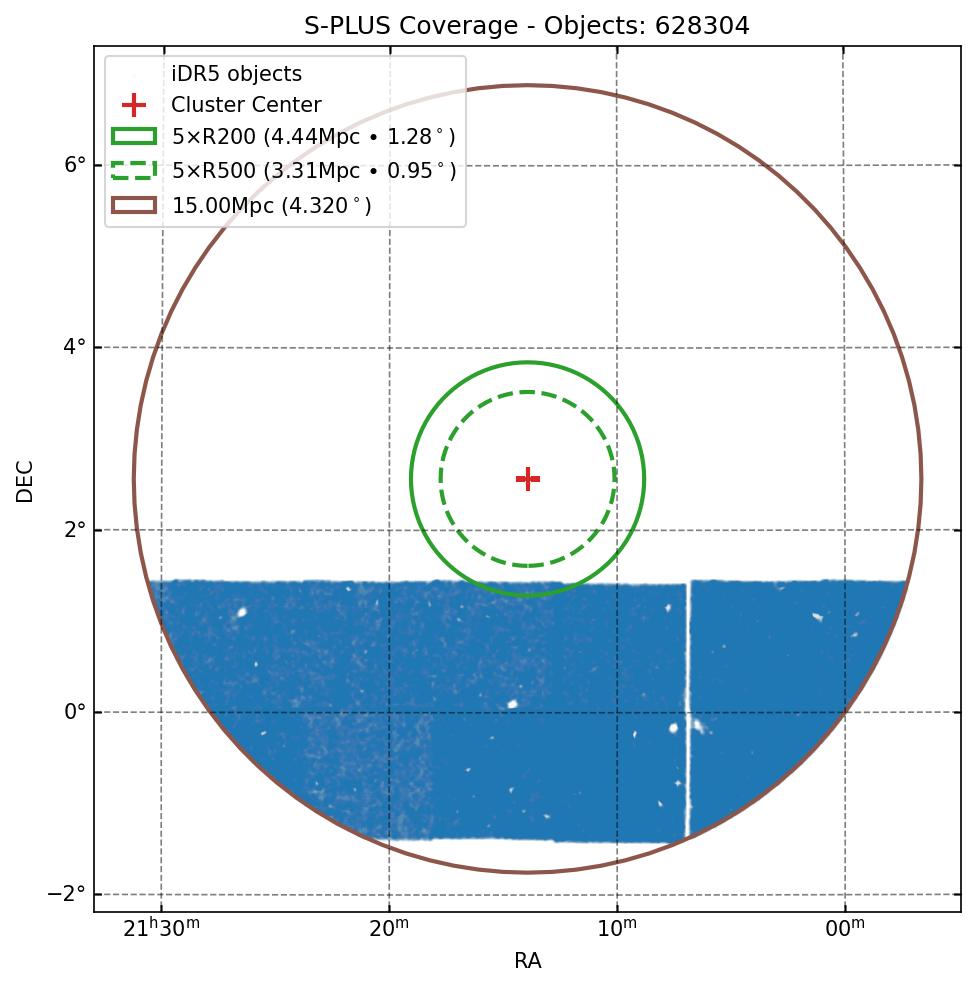 S-PLUS Coverage - Objects: 628304
iDR5 objects
Cluster Center
5×R200 (4.44Mpc • 1.28°)
5×R500 (3.31Mpc • 0.95°)
15.00Mpc (4.320°)
6°
4°
2°
0°
−2°
DEC
21ʰ30ᵐ
20ᵐ
10ᵐ
00ᵐ
RA